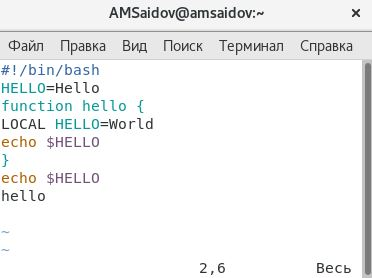 AMSaidov@amsaidov:~ ×
Файл Правка Вид Поиск Терминал Справка
#!/bin/bash
HELLO=Hello
function hello {
LOCAL HELLO=World
echo $HELLO
}
echo $HELLO
hello
~
~
2,6 Весь